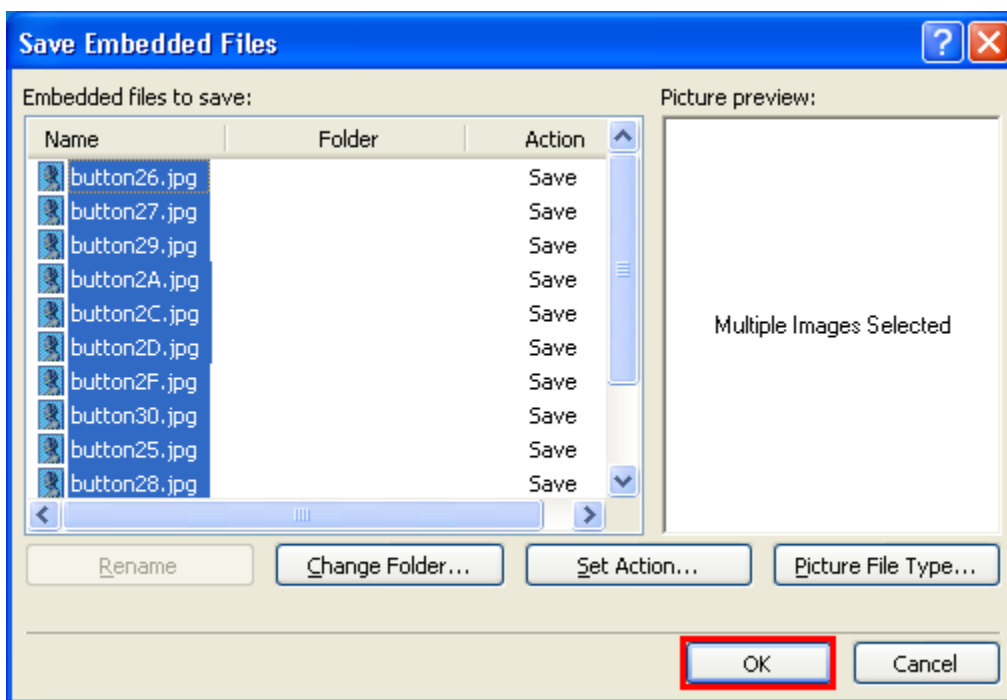 Save Embedded Files
Embedded files to save:
Picture preview:
Name Folder Action
button26.jpg Save
button27.jpg Save
button29.jpg Save
button2A.jpg Save
button2C.jpg Save
button2D.jpg Save
button2F.jpg Save
button30.jpg Save
button25.jpg Save
button28.jpg Save
Multiple Images Selected
Rename Change Folder... Set Action... Picture File Type...
OK Cancel